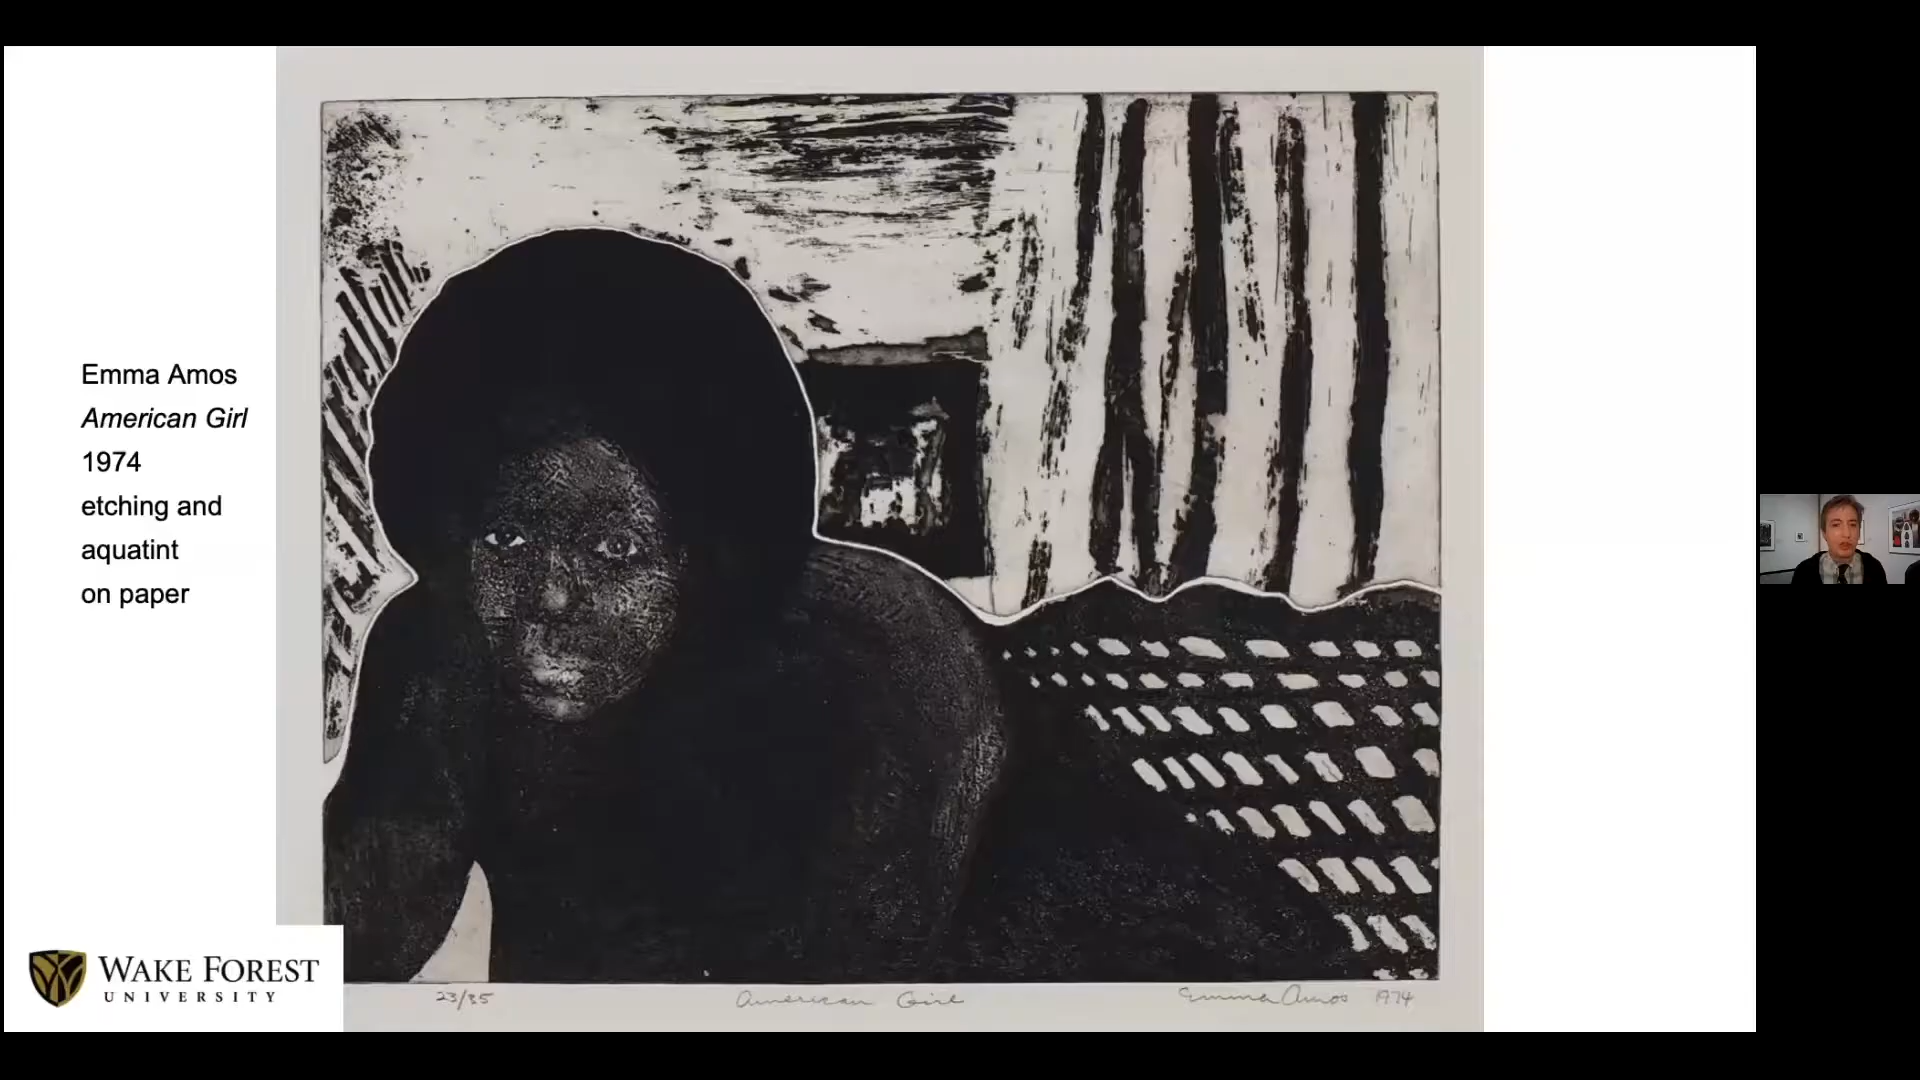 Emma Amos
American Girl
1974
etching and
aquatint
on paper
WAKE FOREST
UNIVERSITY
23/35
American Girl
Emma Amos 1974